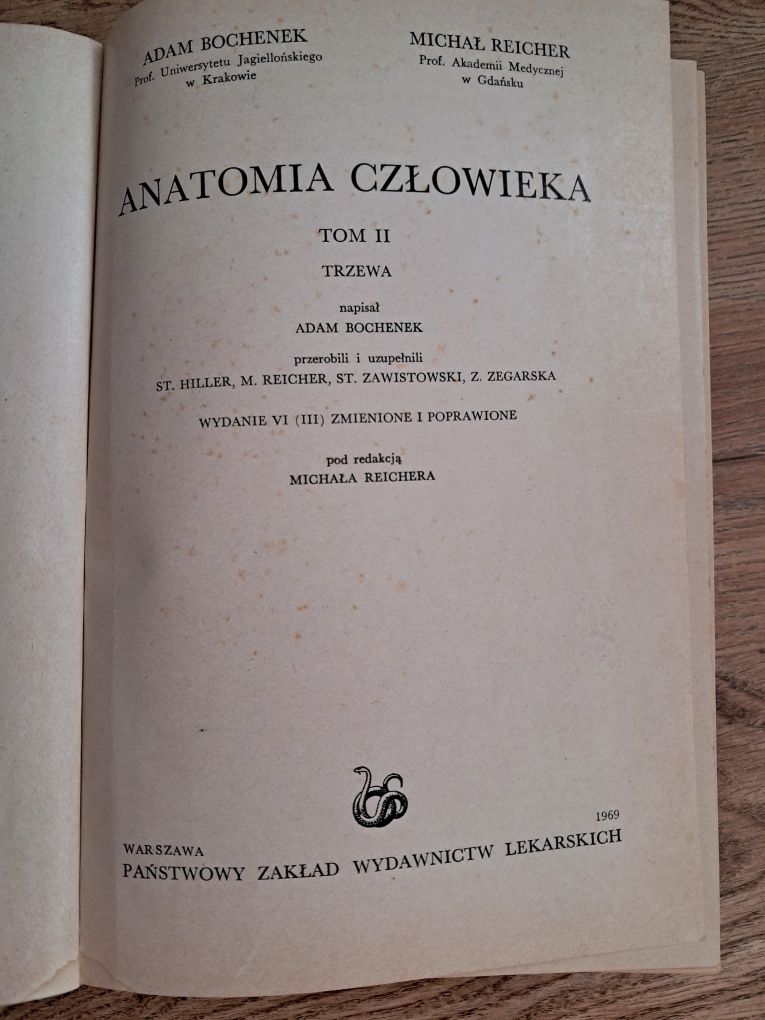 ADAM BOCHENEK
Prof. Uniwersytetu Jagiellońskiego
w Krakowie
MICHAŁ REICHER
Prof. Akademii Medycznej
w Gdańsku
ANATOMIA CZŁOWIEKA
TOM II
TRZEWA
napisał
ADAM BOCHENEK
przerobili i uzupełnili
ST. HILLER, M. REICHER, ST. ZAWISTOWSKI, Z. ZEGARSKA
WYDANIE VI (III) ZMIENIONE I POPRAWIONE
pod redakcją
MICHAŁA REICHERA
1969
WARSZAWA
PAŃSTWOWY ZAKŁAD WYDAWNICTW LEKARSKICH